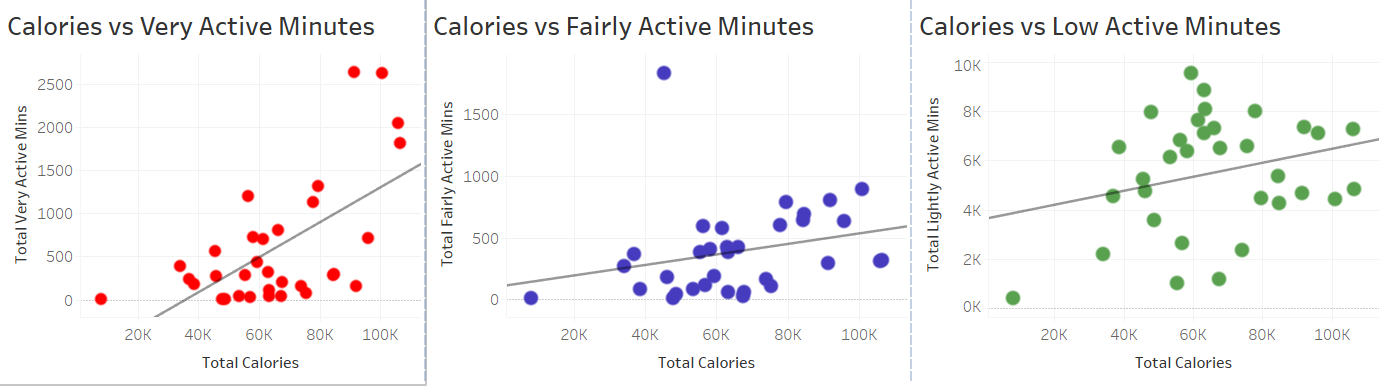 Calories vs Very Active Minutes
Total Very Active Mins
2500
2000
1500
1000
500
0
20K 40K 60K 80K 100K
Total Calories
Calories vs Fairly Active Minutes
Total Fairly Active Mins
1500
1000
500
0
20K 40K 60K 80K 100K
Total Calories
Calories vs Low Active Minutes
Total Lightly Active Mins
10K
8K
6K
4K
2K
0K
20K 40K 60K 80K 100K
Total Calories